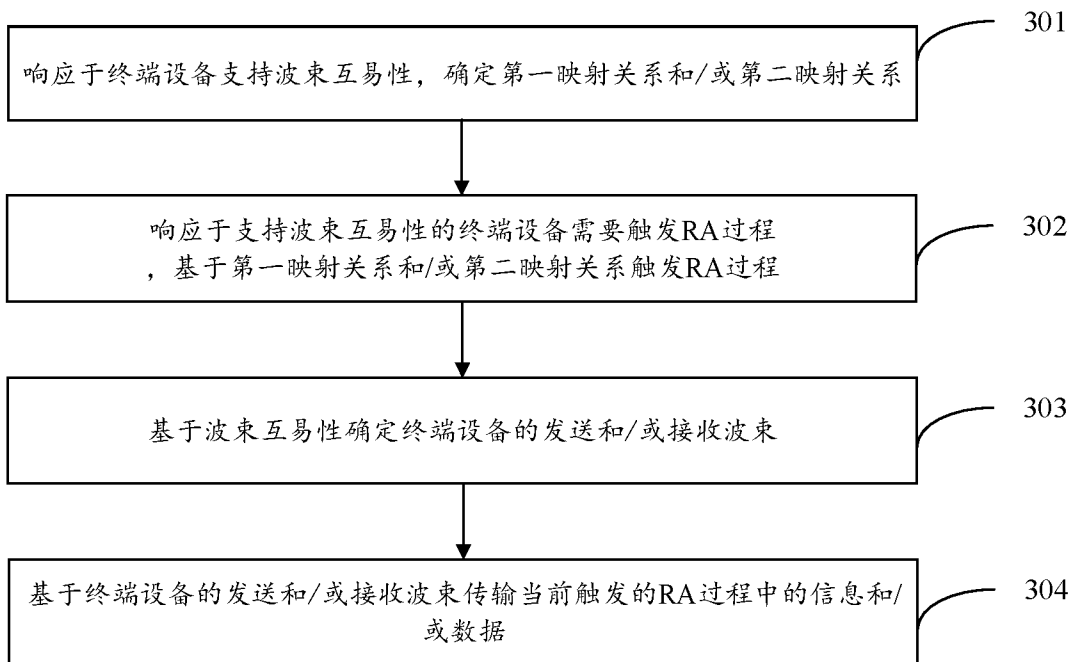 301
响应于终端设备支持波束互易性，确定第一映射关系和/或第二映射关系
302
响应于支持波束互易性的终端设备需要触发RA过程
，基于第一映射关系和/或第二映射关系触发RA过程
303
基于波束互易性确定终端设备的发送和/或接收波束
304
基于终端设备的发送和/或接收波束传输当前触发的RA过程中的信息和/
或数据